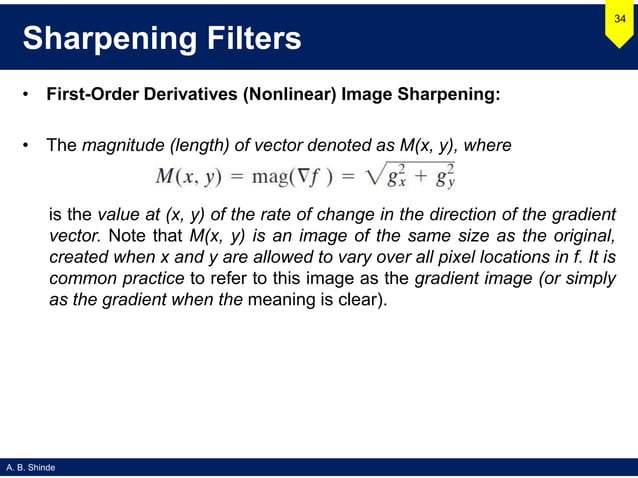 34
Sharpening Filters
• First-Order Derivatives (Nonlinear) Image Sharpening:
• The magnitude (length) of vector denoted as M(x, y), where
M(x, y) = mag(∇f ) = √(g_x^2 + g_y^2)
is the value at (x, y) of the rate of change in the direction of the gradient
vector. Note that M(x, y) is an image of the same size as the original,
created when x and y are allowed to vary over all pixel locations in f. It is
common practice to refer to this image as the gradient image (or simply
as the gradient when the meaning is clear).
A. B. Shinde